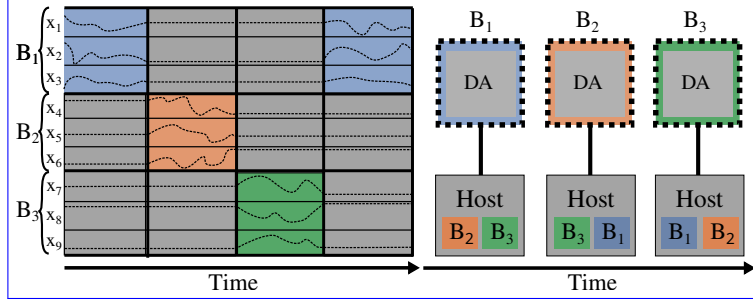 B₁
x₁
x₂
x₃
B₂
x₄
x₅
x₆
B₃
x₇
x₈
x₉
Time
B₁ B₂ B₃
DA DA DA
Host Host Host
B₂ B₃ B₃ B₁ B₁ B₂
Time